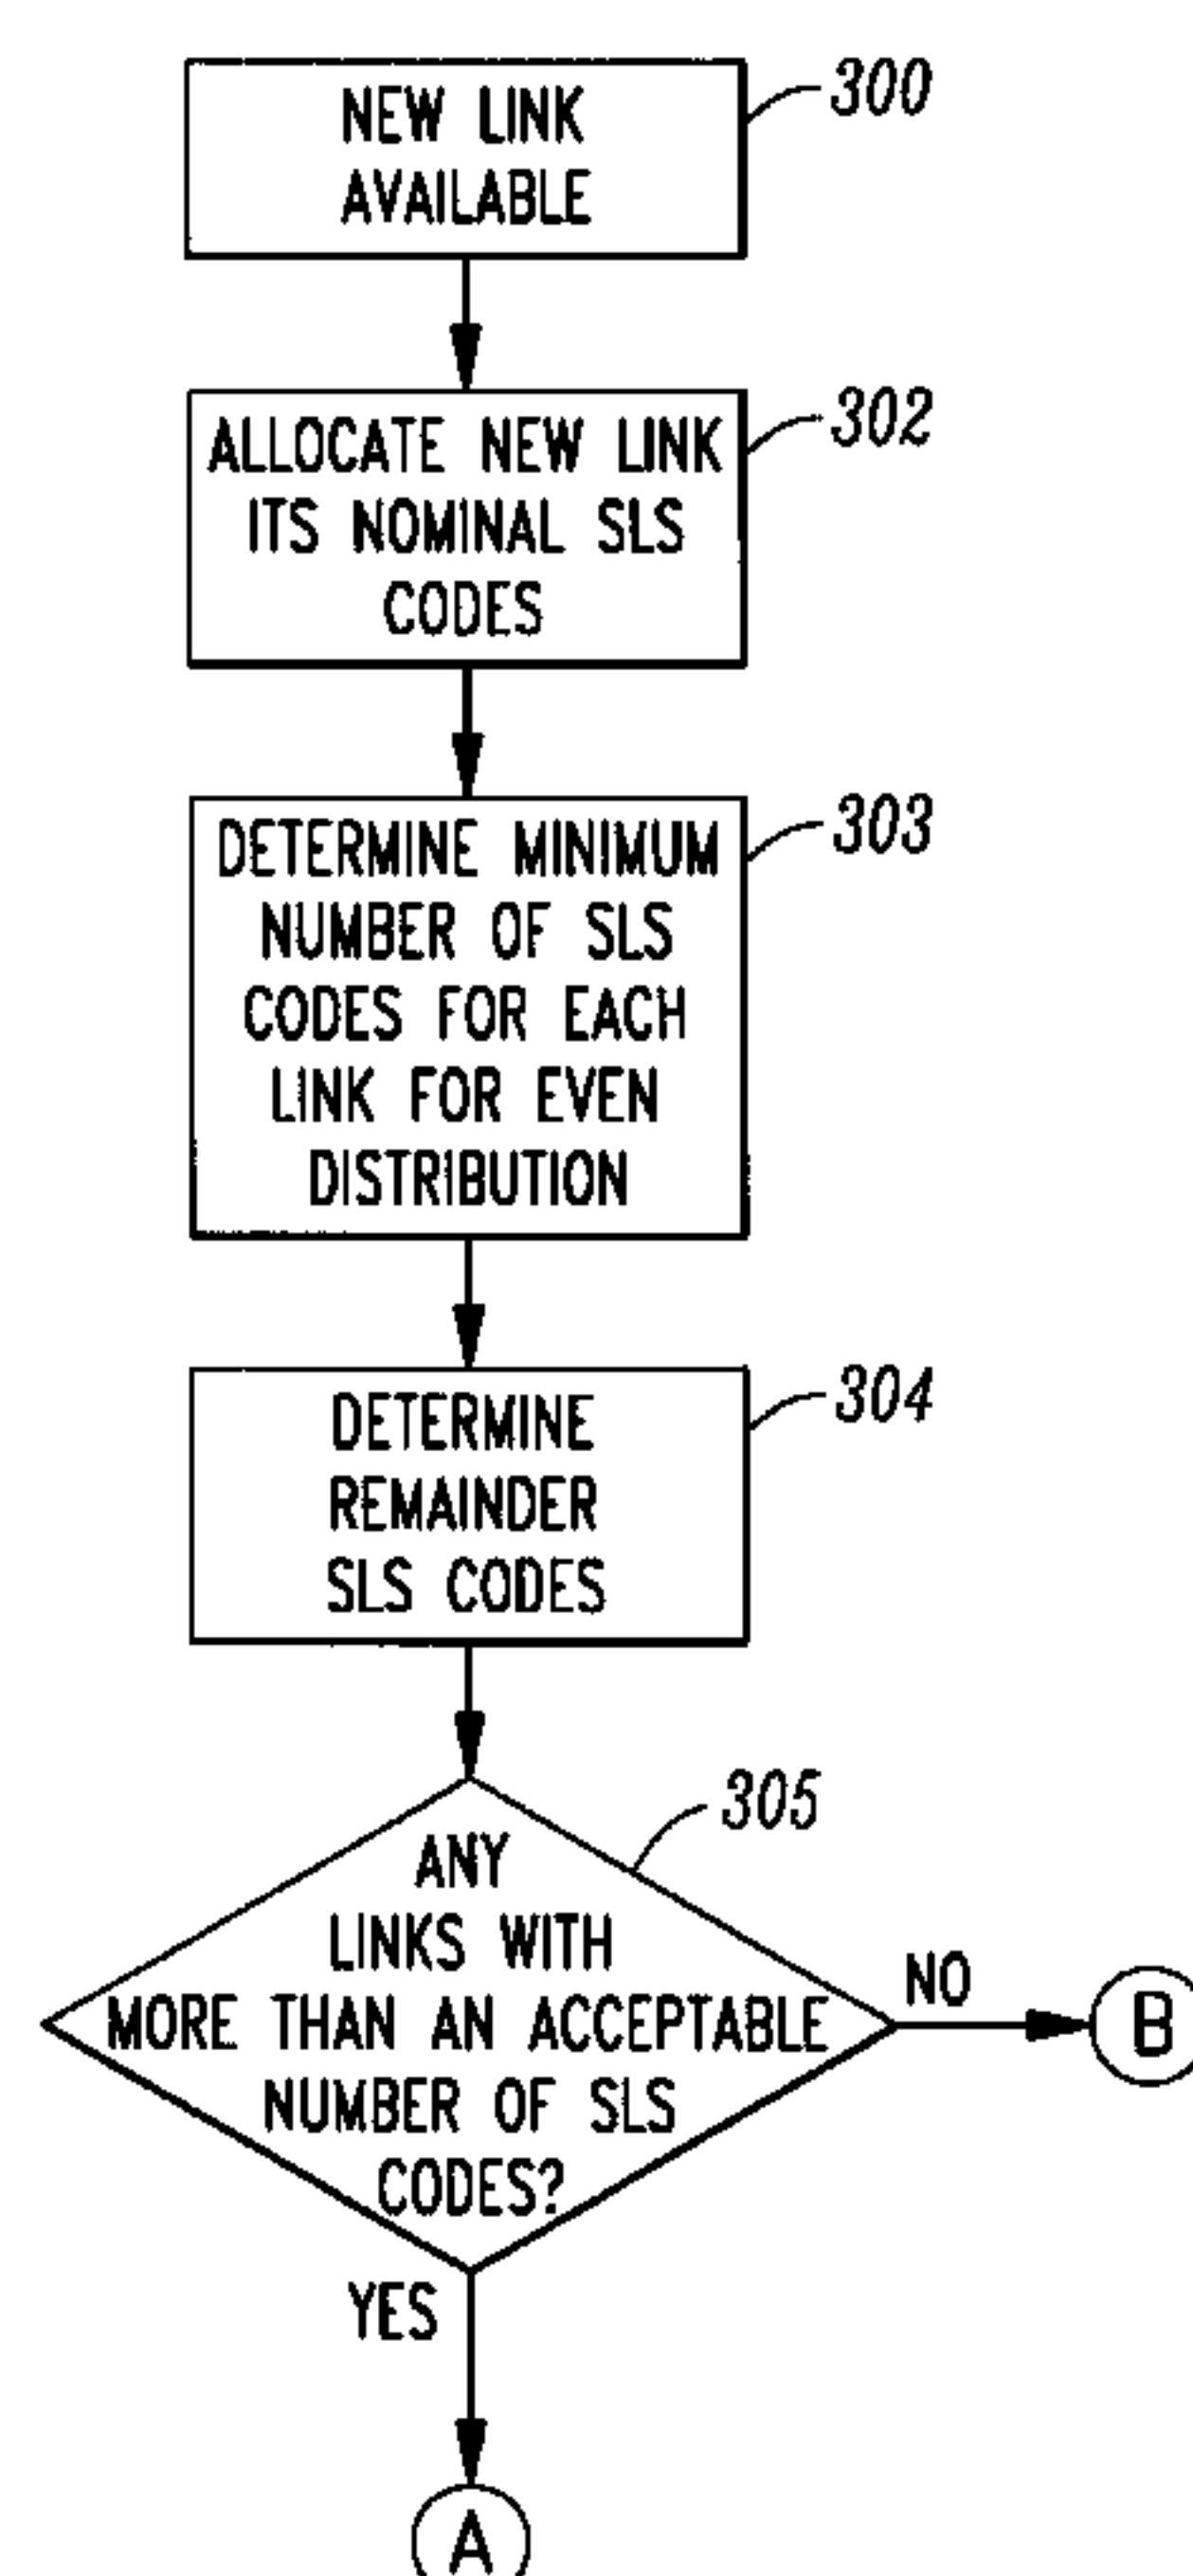 NEW LINK
AVAILABLE
300
ALLOCATE NEW LINK
ITS NOMINAL SLS
CODES
302
DETERMINE MINIMUM
NUMBER OF SLS
CODES FOR EACH
LINK FOR EVEN
DISTRIBUTION
303
DETERMINE
REMAINDER
SLS CODES
304
ANY
LINKS WITH
MORE THAN AN ACCEPTABLE
NUMBER OF SLS
CODES?
305
NO
B
YES
A